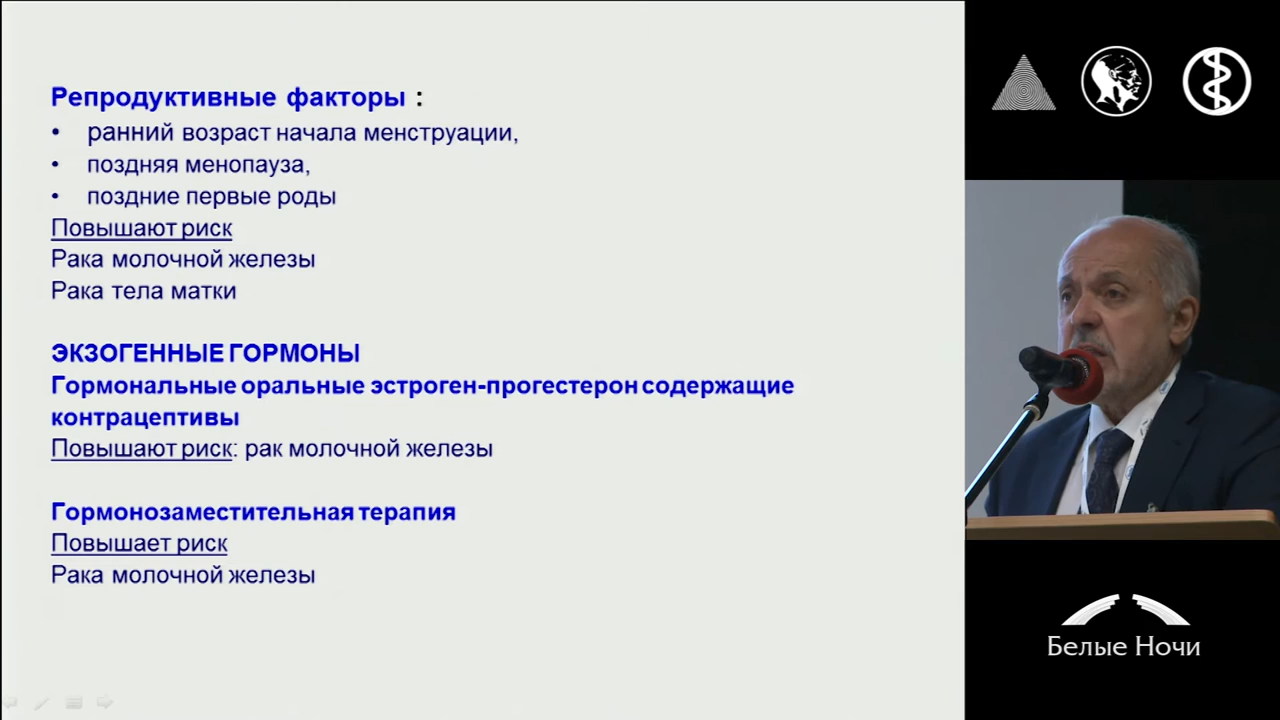 Репродуктивные факторы :
• ранний возраст начала менструации,
• поздняя менопауза,
• поздние первые роды
Повышают риск
Рака молочной железы
Рака тела матки
ЭКЗОГЕННЫЕ ГОРМОНЫ
Гормональные оральные эстроген-прогестерон содержащие
контрацептивы
Повышают риск: рак молочной железы
Гормонозаместительная терапия
Повышает риск
Рака молочной железы
Белые Ночи